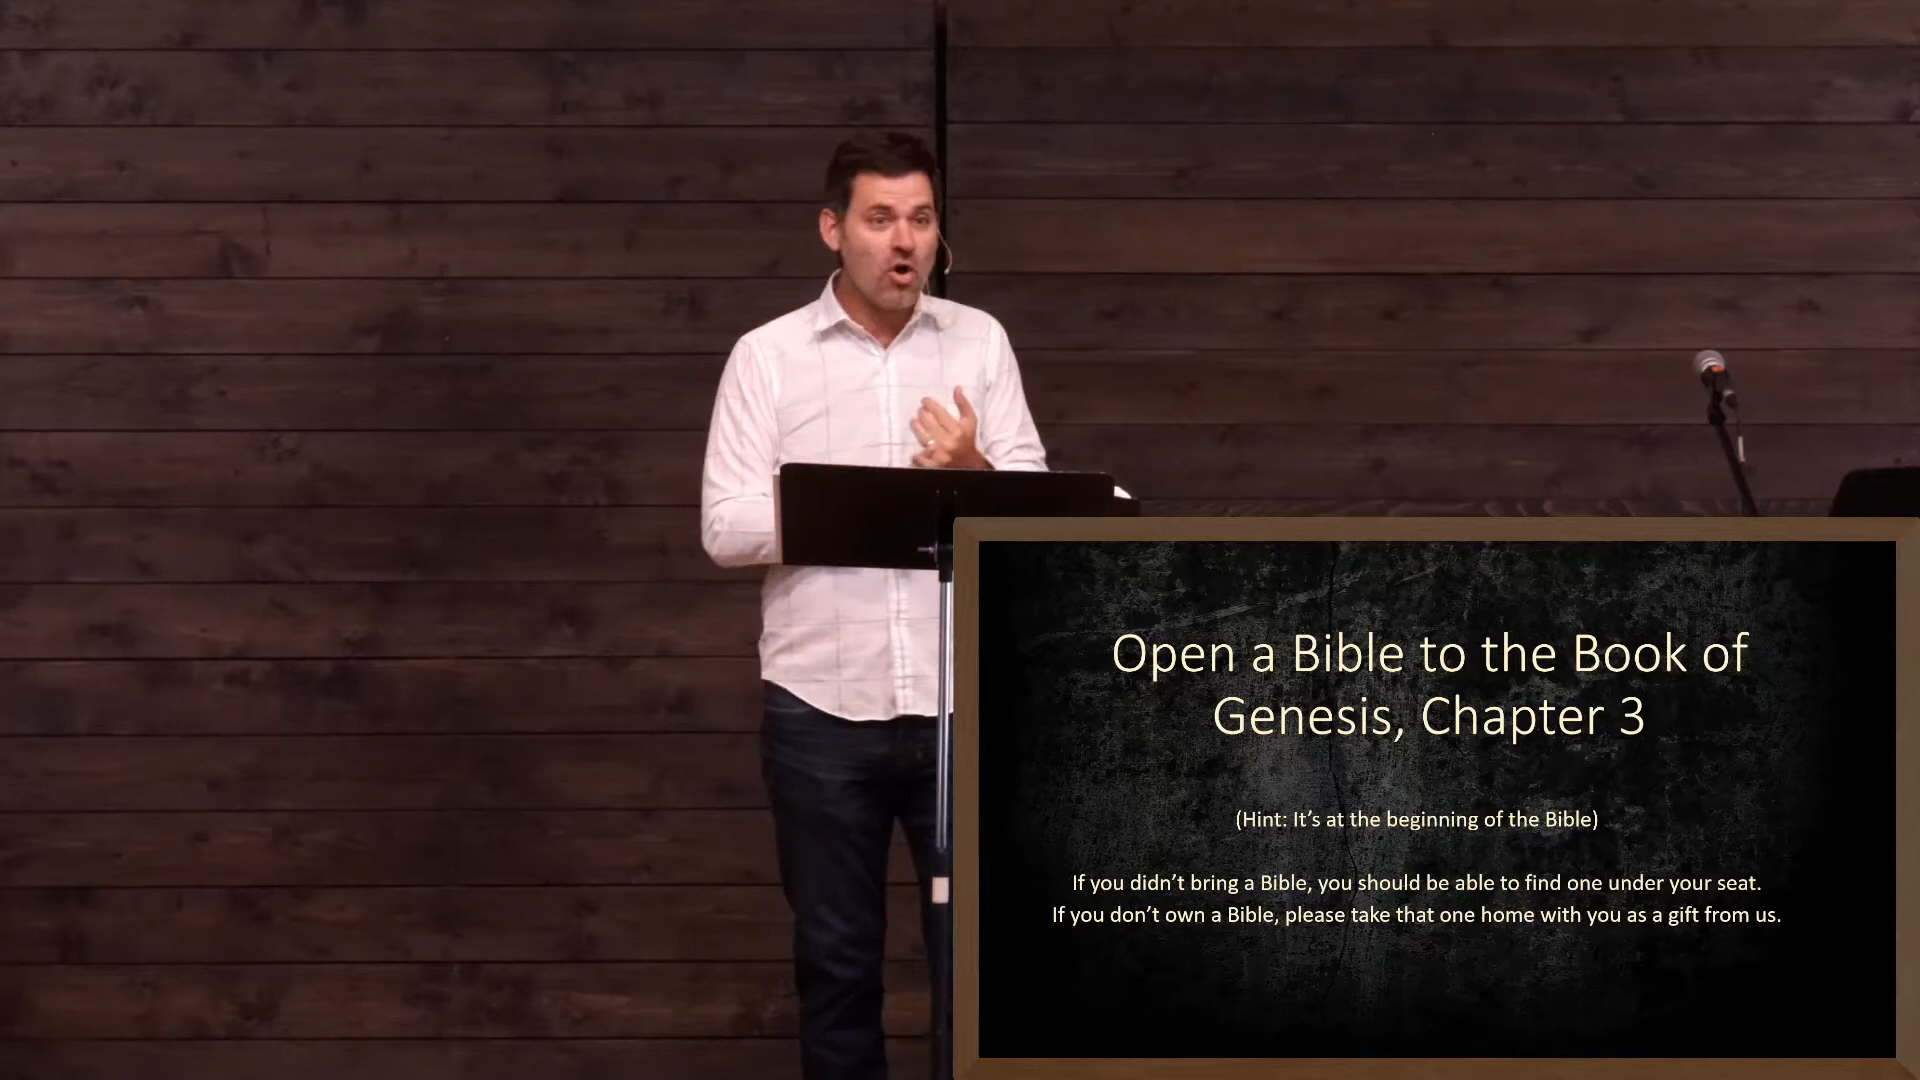 Open a Bible to the Book of
Genesis, Chapter 3
(Hint: It’s at the beginning of the Bible)
If you didn’t bring a Bible, you should be able to find one under your seat.
If you don’t own a Bible, please take that one home with you as a gift from us.